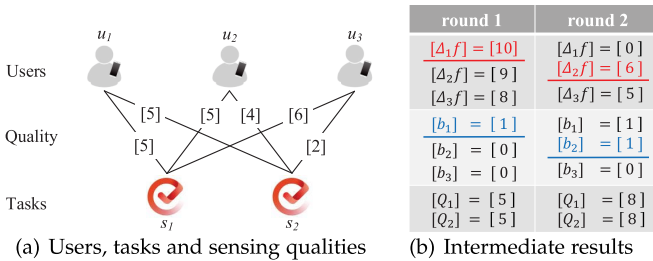 u₁ u₂ u₃
Users
[5] [5] [4] [6]
Quality
[5] [2]
Tasks
s₁ s₂
(a) Users, tasks and sensing qualities
round 1 round 2
[Δ₁f] = [10] [Δ₁f] = [0]
[Δ₂f] = [9] [Δ₂f] = [6]
[Δ₃f] = [8] [Δ₃f] = [5]
[b₁] = [1] [b₁] = [1]
[b₂] = [0] [b₂] = [1]
[b₃] = [0] [b₃] = [0]
[Q₁] = [5] [Q₁] = [8]
[Q₂] = [5] [Q₂] = [8]
(b) Intermediate results